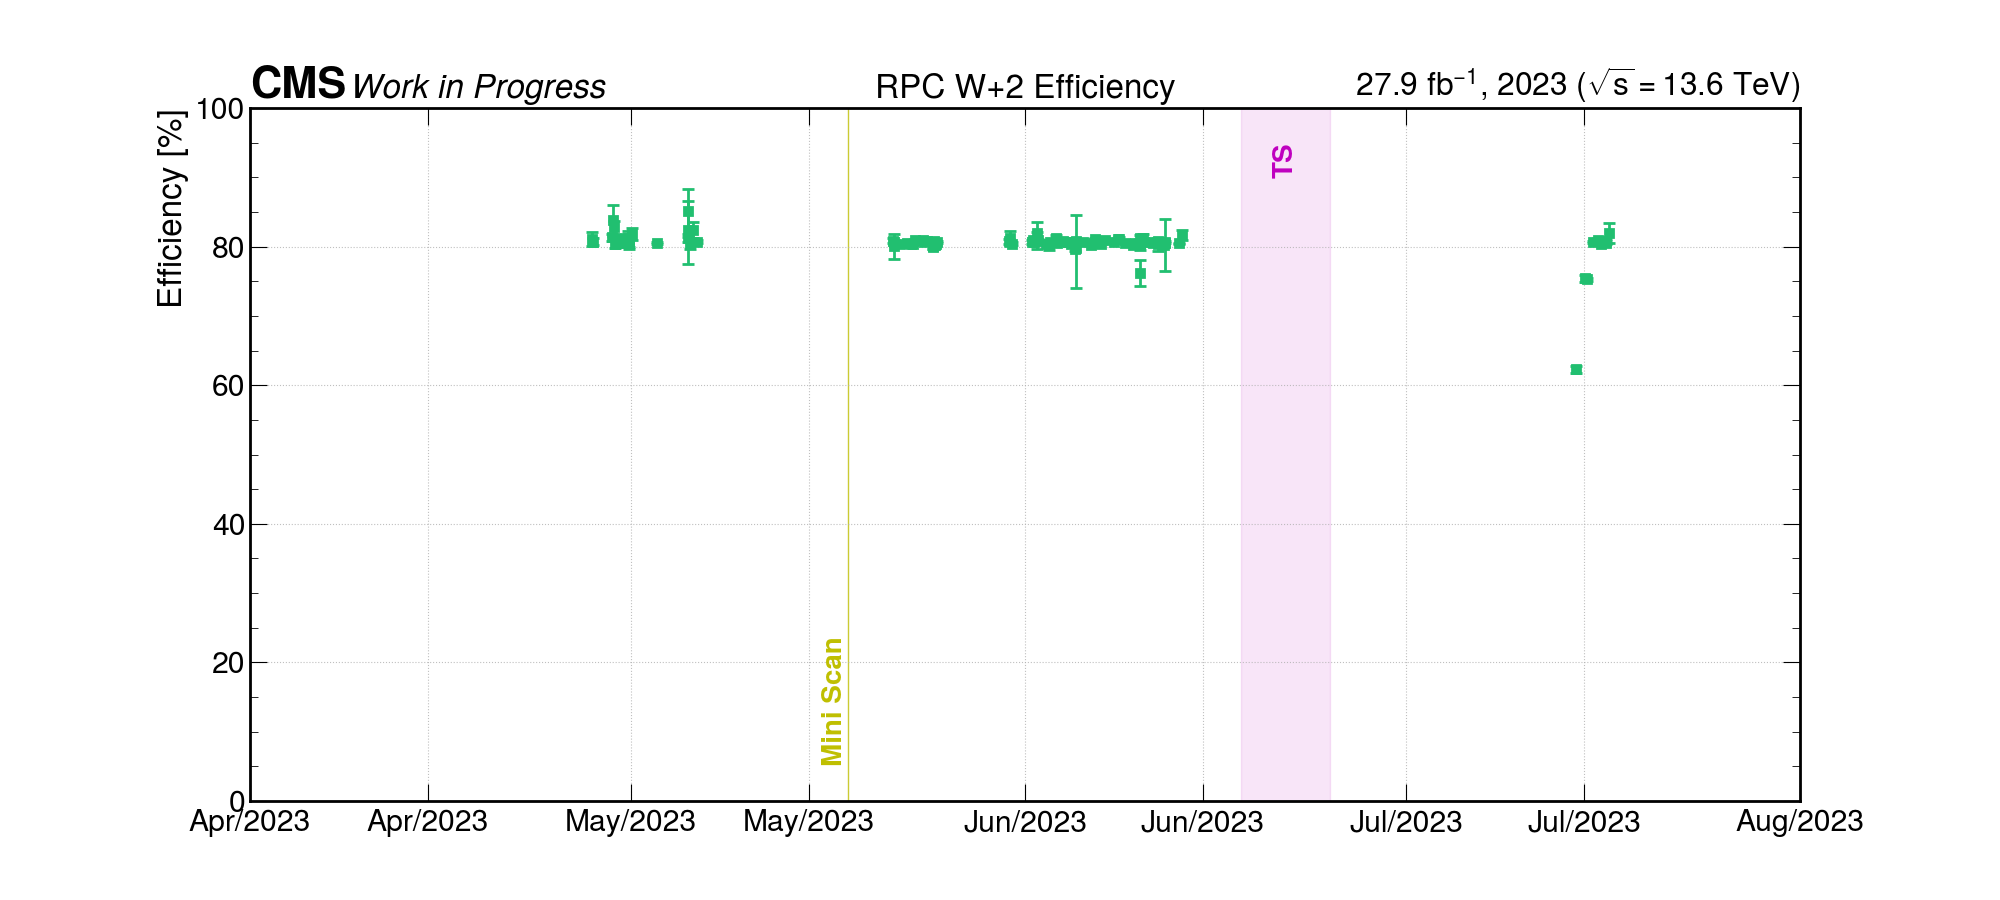 CMS Work in Progress RPC W+2 Efficiency 27.9 fb⁻¹, 2023 (√s = 13.6 TeV)
Efficiency [%]
100
80
60
40
20
0
TS
Mini Scan
Apr/2023 Apr/2023 May/2023 May/2023 Jun/2023 Jun/2023 Jul/2023 Jul/2023 Aug/2023